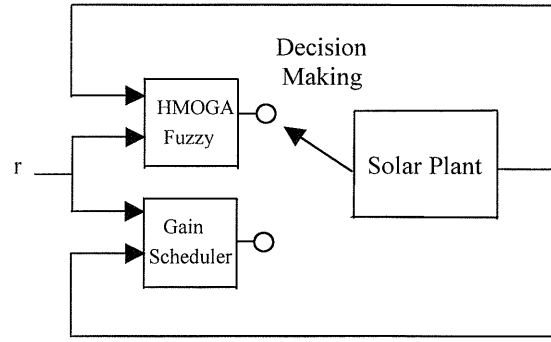 Decision
Making
HMOGA
Fuzzy
Solar Plant
r
Gain
Scheduler